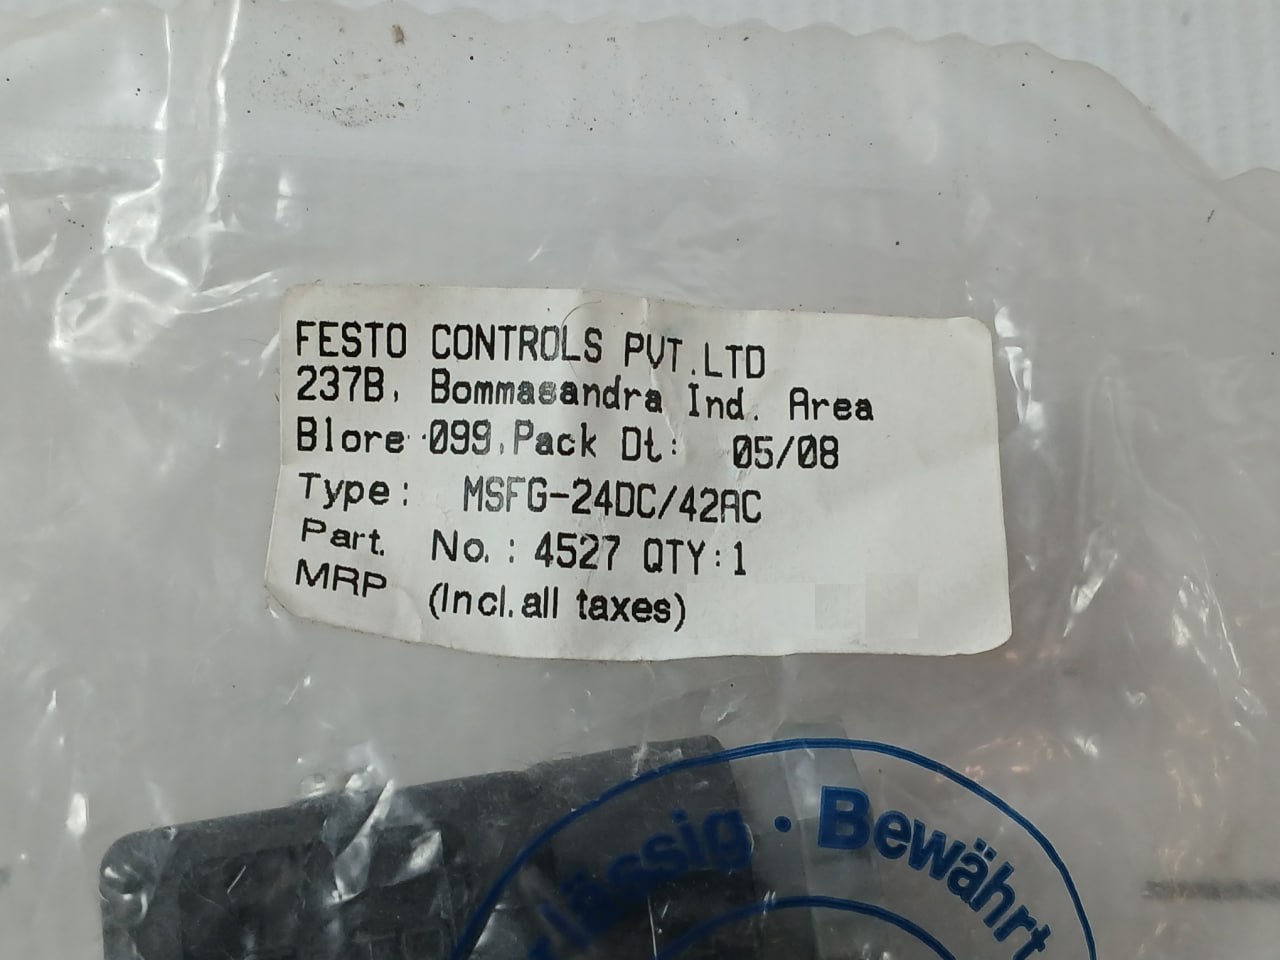 FESTO CONTROLS PVT.LTD
237B, Bommasandra Ind. Area
Blore 099, Pack Dt: 05/08
Type: MSFG-24DC/42AC
Part. No.: 4527 QTY:1
MRP (Incl.all taxes)
lässig · Bewährt